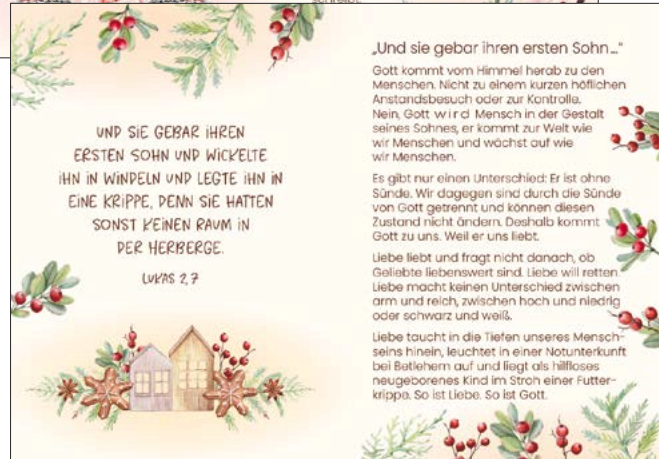 schreibt.
UND SIE GEBAR IHREN
ERSTEN SOHN UND WICKELTE
IHN IN WINDELN UND LEGTE IHN IN
EINE KRIPPE, DENN SIE HATTEN
SONST KEINEN RAUM IN
DER HERBERGE.
LUKAS 2,7
„Und sie gebar ihren ersten Sohn…“
Gott kommt vom Himmel herab zu den
Menschen. Nicht zu einem kurzen höflichen
Anstandsbesuch oder zur Kontrolle.
Nein, Gott w i r d Mensch in der Gestalt
seines Sohnes, er kommt zur Welt wie
wir Menschen und wächst auf wie
wir Menschen.
Es gibt nur einen Unterschied: Er ist ohne
Sünde. Wir dagegen sind durch die Sünde
von Gott getrennt und können diesen
Zustand nicht ändern. Deshalb kommt
Gott zu uns. Weil er uns liebt.
Liebe liebt und fragt nicht danach, ob
Geliebte liebenswert sind. Liebe will retten.
Liebe macht keinen Unterschied zwischen
arm und reich, zwischen hoch und niedrig
oder schwarz und weiß.
Liebe taucht in die Tiefen unseres Mensch-
seins hinein, leuchtet in einer Notunterkunft
bei Betlehem auf und liegt als hilfloses
neugeborenes Kind im Stroh einer Futter-
krippe. So ist Liebe. So ist Gott.